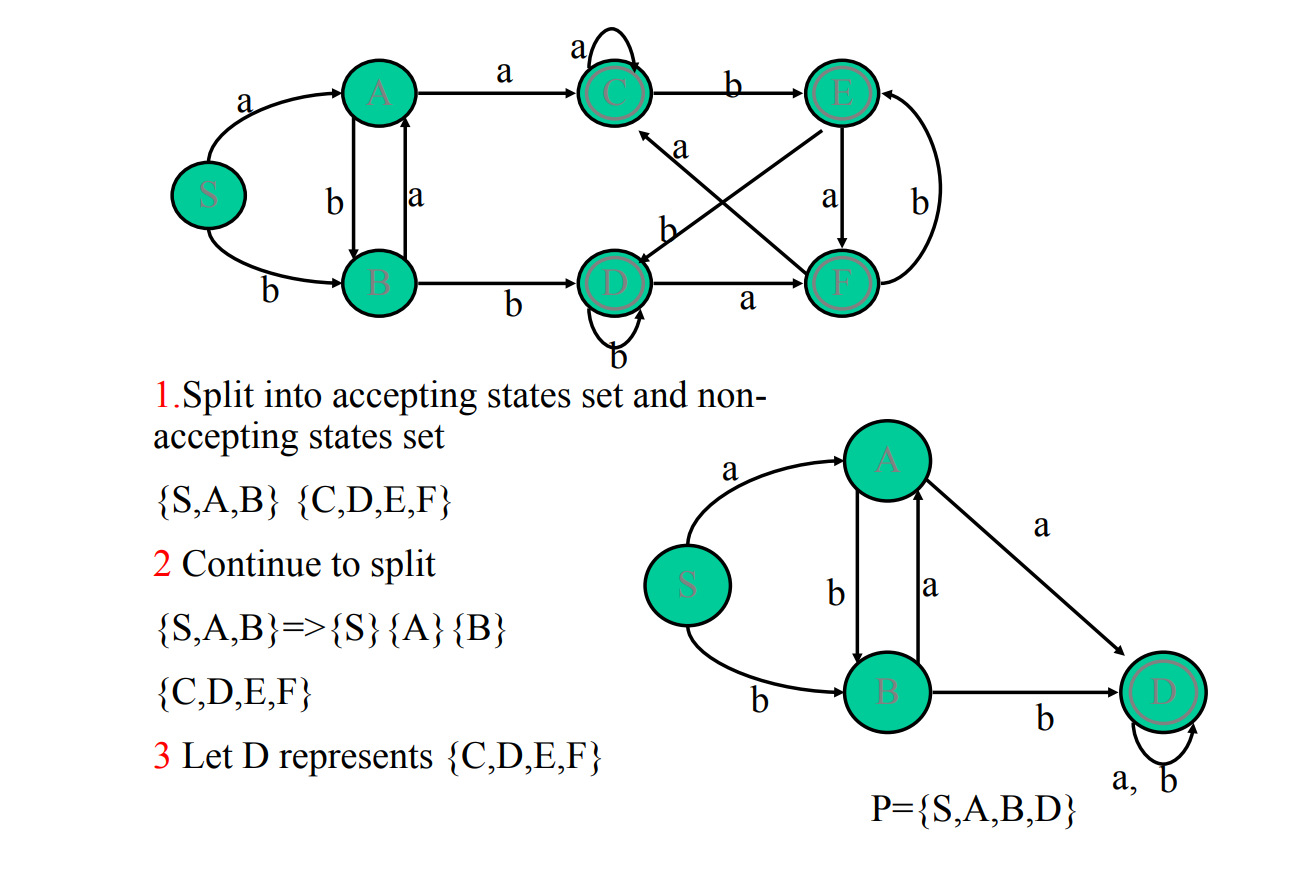 a
A
a
a
C
b
E
S
b
a
a
b
a
b
b
B
b
D
a
F
b
1.Split into accepting states set and non-
accepting states set
{S,A,B} {C,D,E,F}
2 Continue to split
{S,A,B}=>{S}{A}{B}
{C,D,E,F}
3 Let D represents {C,D,E,F}
a
A
a
S
b
a
b
B
b
D
a, b
P={S,A,B,D}